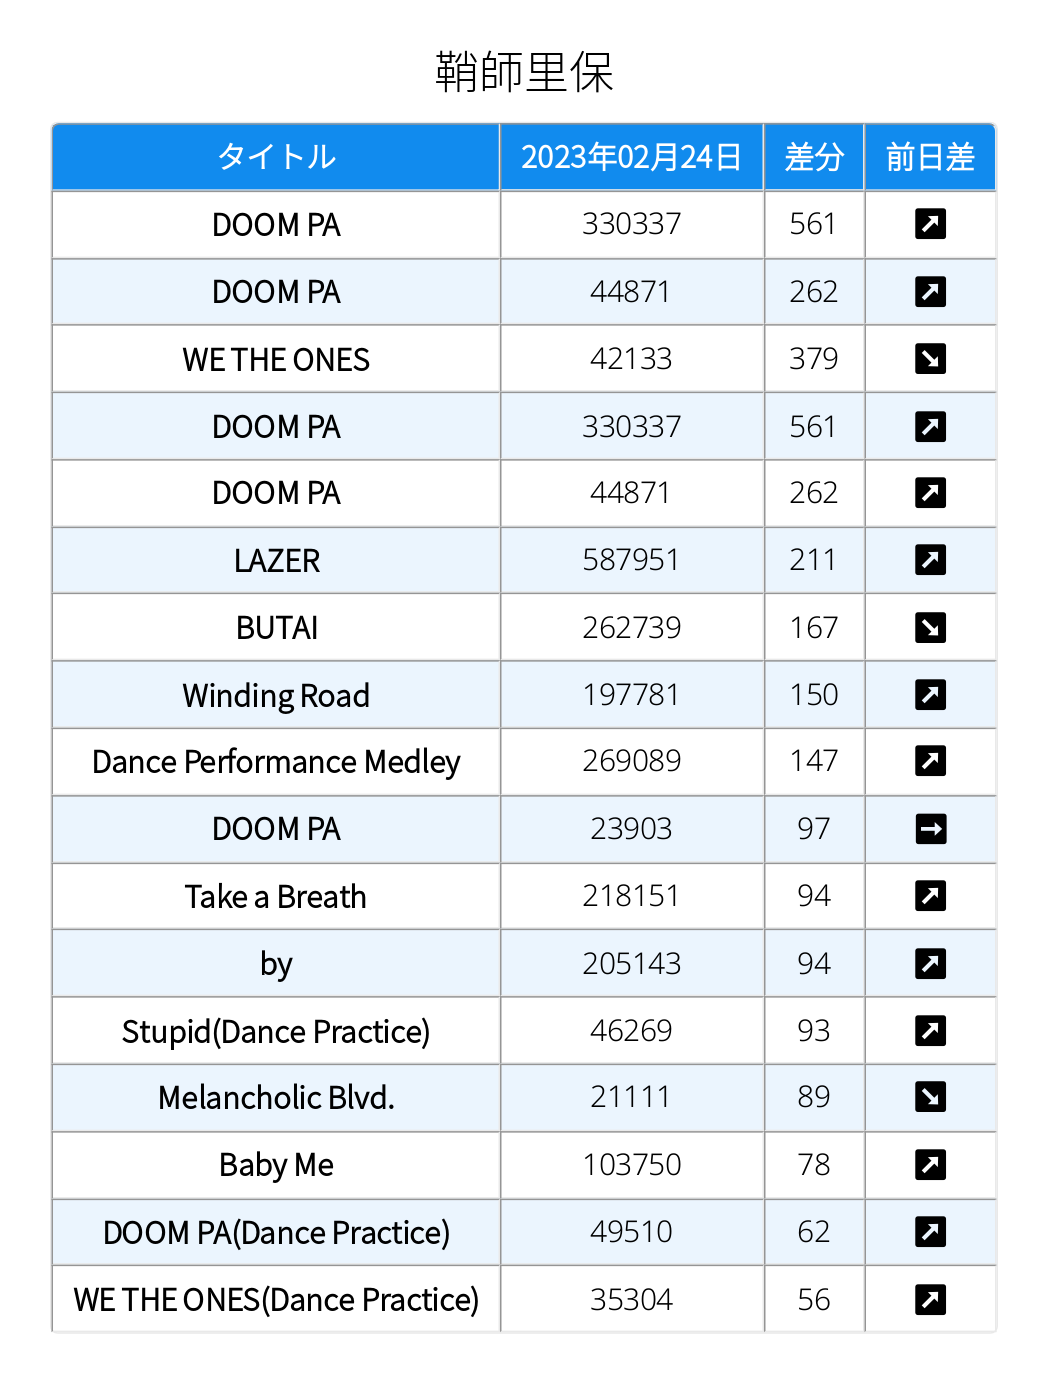 鞘師里保
タイトル 2023年02月24日 差分 前日差
DOOM PA 330337 561 ↗
DOOM PA 44871 262 ↗
WE THE ONES 42133 379 ↘
DOOM PA 330337 561 ↗
DOOM PA 44871 262 ↗
LAZER 587951 211 ↗
BUTAI 262739 167 ↘
Winding Road 197781 150 ↗
Dance Performance Medley 269089 147 ↗
DOOM PA 23903 97 →
Take a Breath 218151 94 ↗
by 205143 94 ↗
Stupid(Dance Practice) 46269 93 ↗
Melancholic Blvd. 21111 89 ↘
Baby Me 103750 78 ↗
DOOM PA(Dance Practice) 49510 62 ↗
WE THE ONES(Dance Practice) 35304 56 ↗